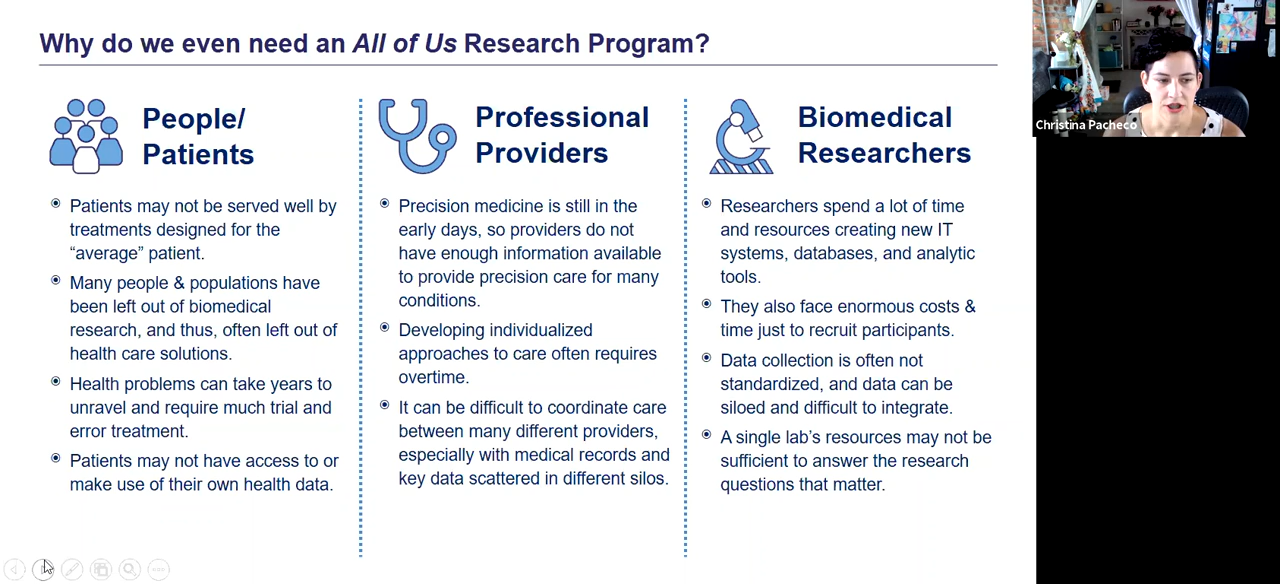 Why do we even need an All of Us Research Program?
People/
Patients
Patients may not be served well by
treatments designed for the
“average” patient.
Many people & populations have
been left out of biomedical
research, and thus, often left out of
health care solutions.
Health problems can take years to
unravel and require much trial and
error treatment.
Patients may not have access to or
make use of their own health data.
Professional
Providers
Precision medicine is still in the
early days, so providers do not
have enough information available
to provide precision care for many
conditions.
Developing individualized
approaches to care often requires
overtime.
It can be difficult to coordinate care
between many different providers,
especially with medical records and
key data scattered in different silos.
Biomedical
Researchers
Researchers spend a lot of time
and resources creating new IT
systems, databases, and analytic
tools.
They also face enormous costs &
time just to recruit participants.
Data collection is often not
standardized, and data can be
siloed and difficult to integrate.
A single lab’s resources may not be
sufficient to answer the research
questions that matter.
Christina Pacheco